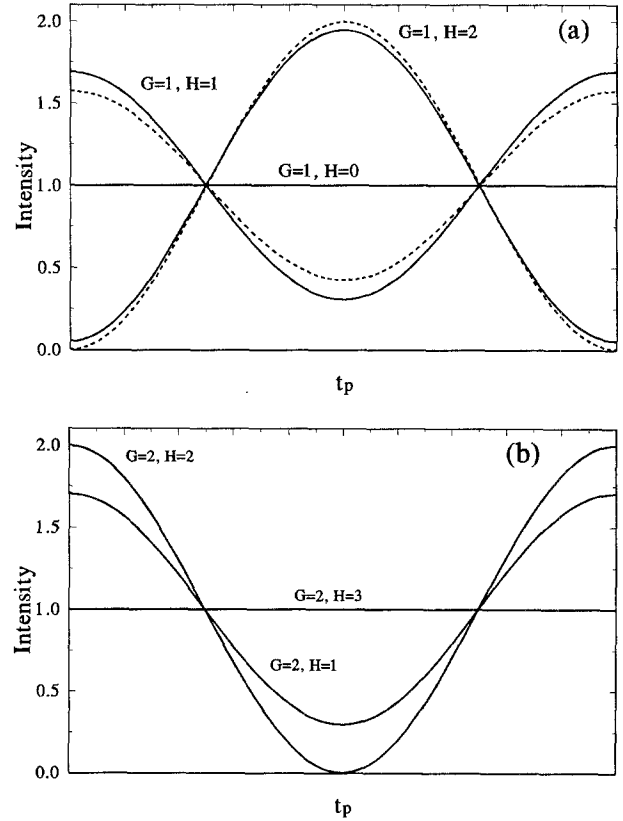 (a)
2.0
G=1, H=2
G=1, H=1
1.5
G=1, H=0
1.0
Intensity
0.5
0.0
tp
(b)
2.0
G=2, H=2
1.5
G=2, H=3
1.0
Intensity
G=2, H=1
0.5
0.0
tp